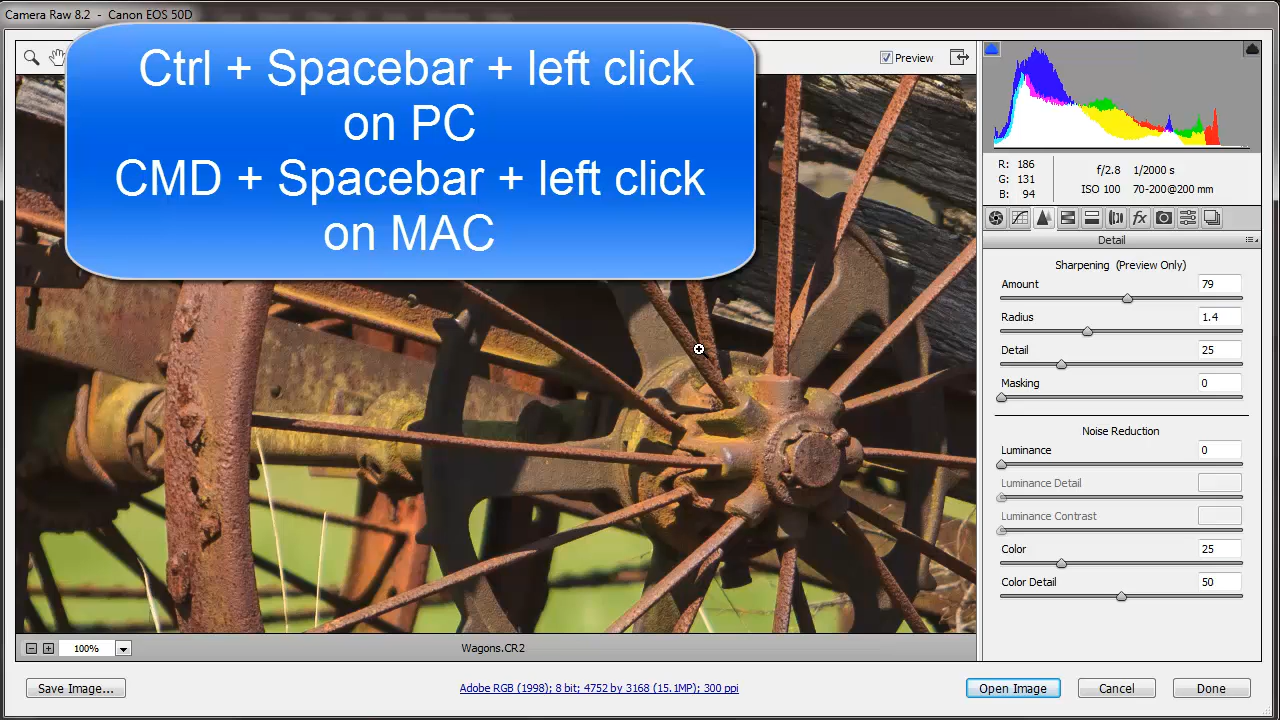 Camera Raw 8.2 - Canon EOS 50D
Ctrl + Spacebar + left click
on PC
CMD + Spacebar + left click
on MAC
Preview
R: 186
G: 131
B: 94
f/2.8 1/2000 s
ISO 100 70-200@200 mm
fx
Detail
Sharpening (Preview Only)
Amount 79
Radius 1.4
Detail 25
Masking 0
Noise Reduction
Luminance 0
Luminance Detail
Luminance Contrast
Color 25
Color Detail 50
100%
Wagons.CR2
Save Image...
Adobe RGB (1998); 8 bit; 4752 by 3168 (15.1MP); 300 ppi
Open Image
Cancel
Done